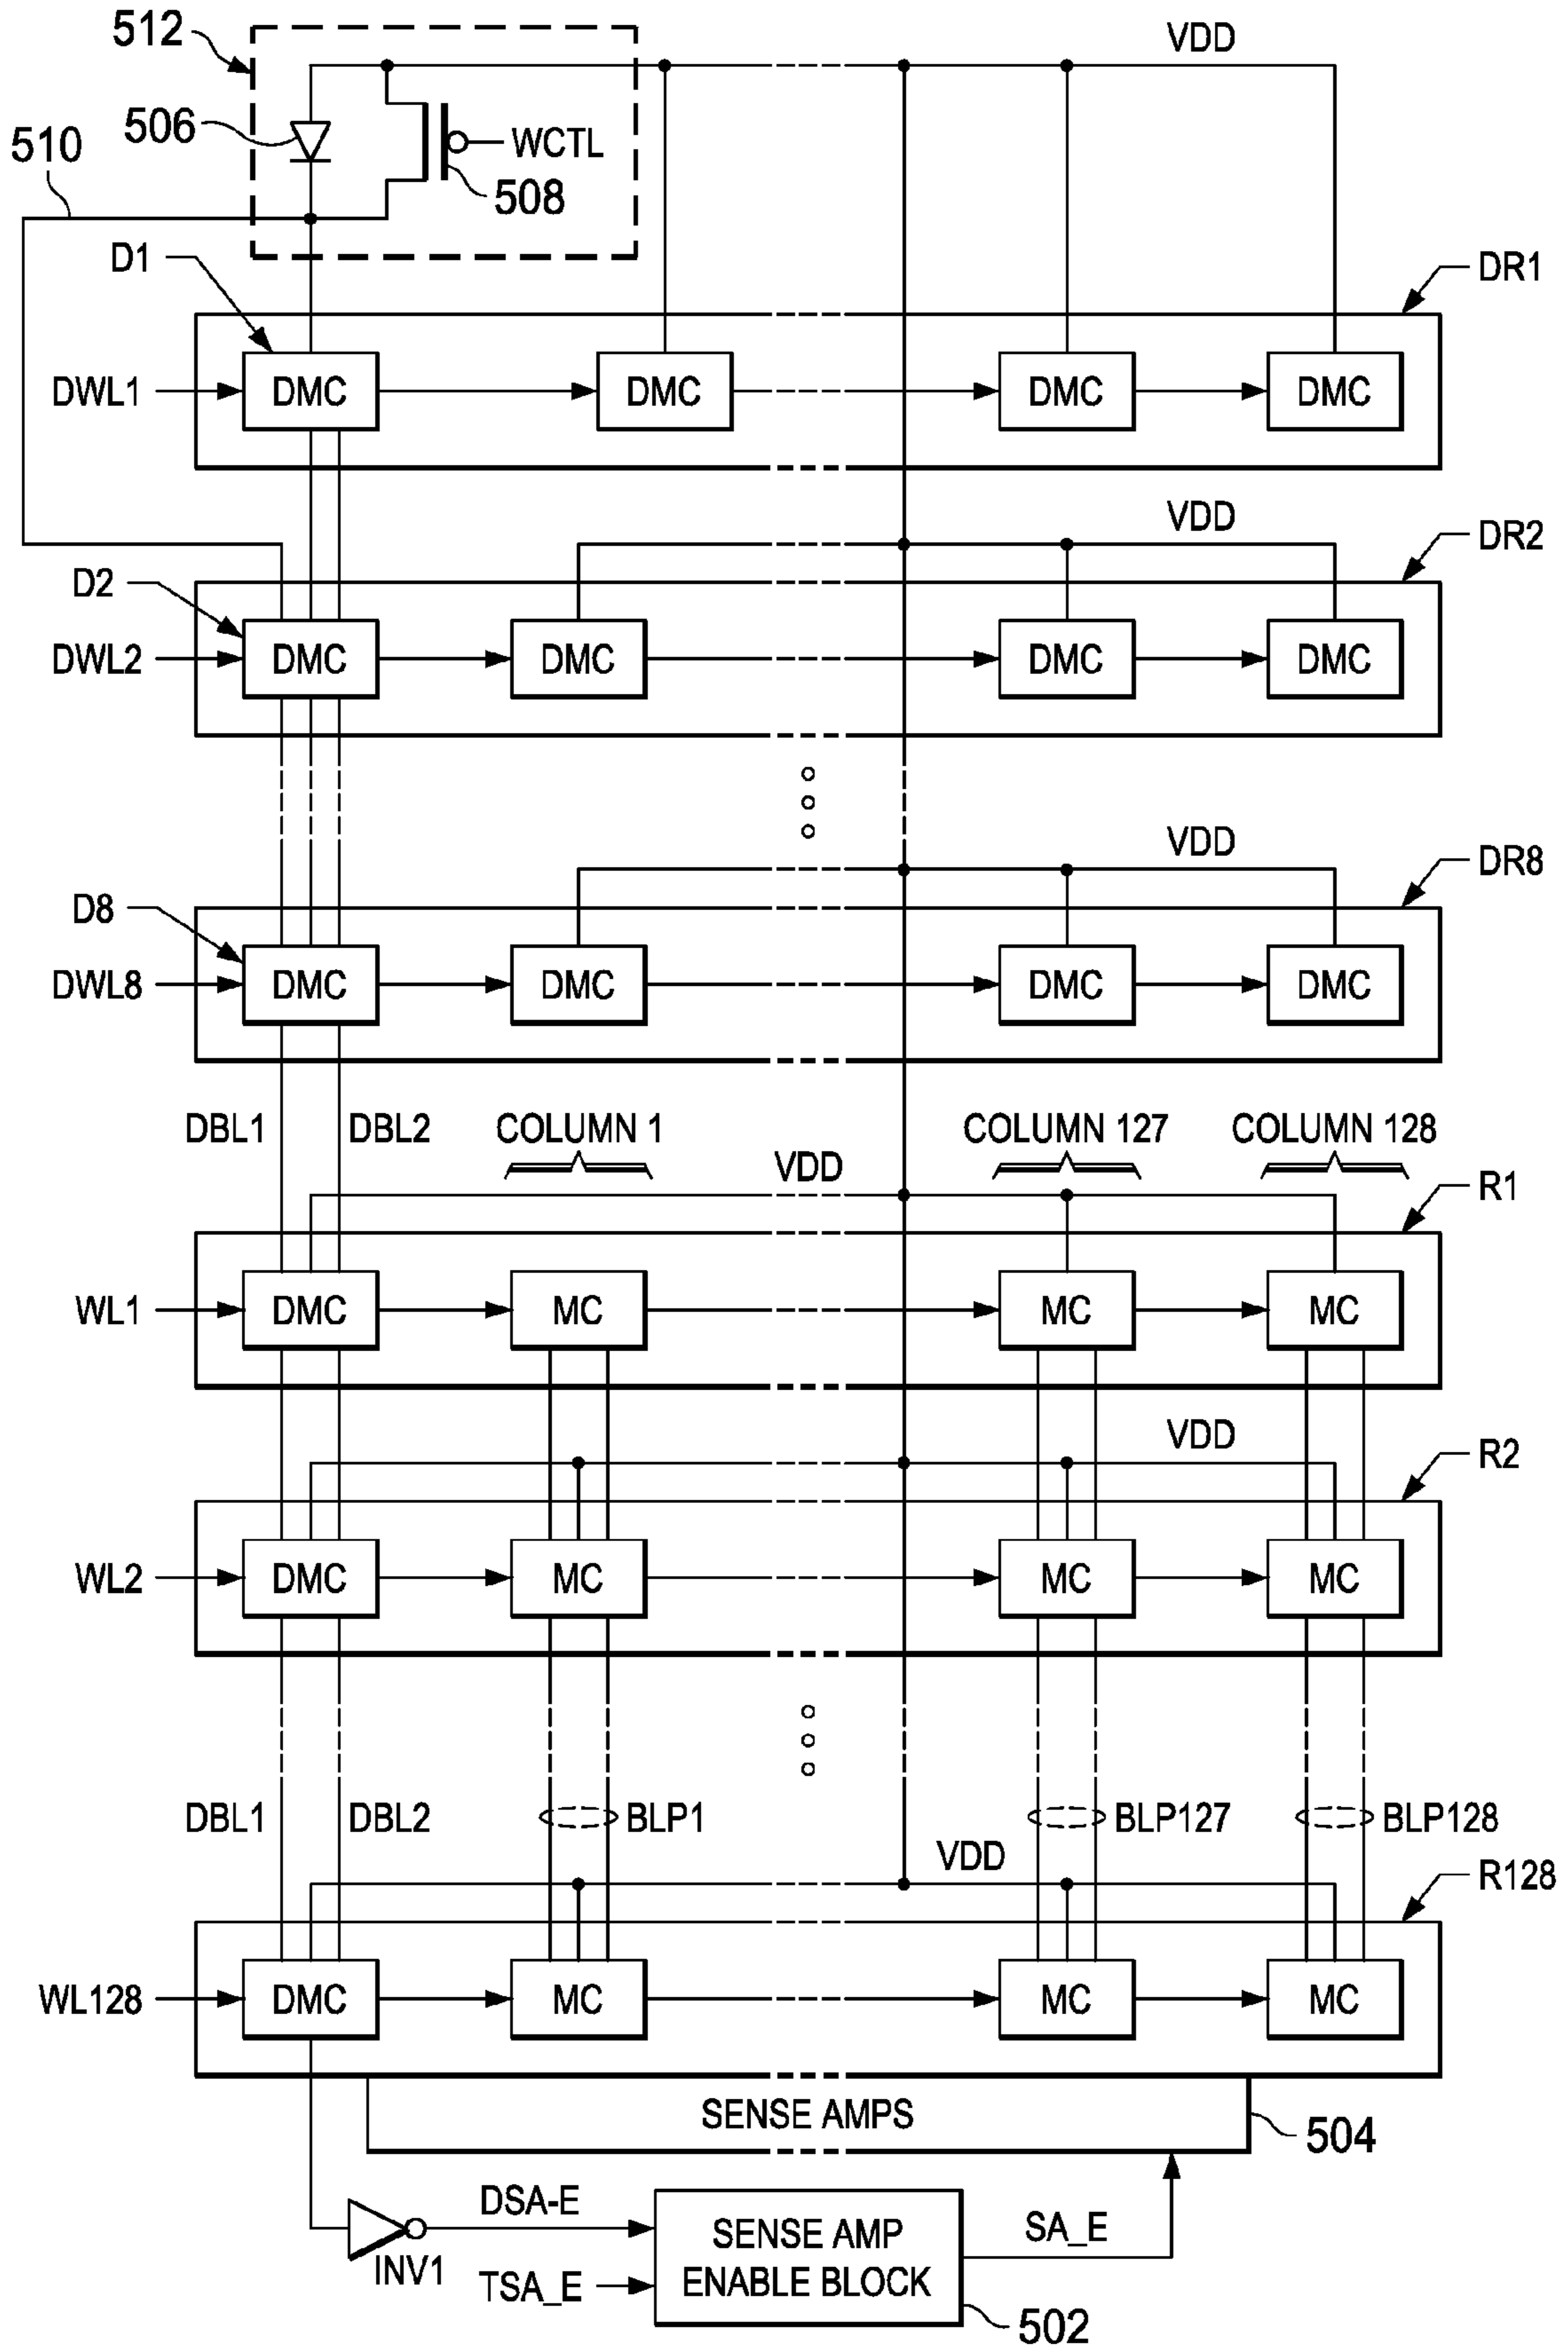 512
VDD
506
WCTL
510
508
D1
DR1
DWL1
DMC
DMC
DMC
DMC
VDD
DR2
D2
DWL2
DMC
DMC
DMC
DMC
VDD
DR8
D8
DWL8
DMC
DMC
DMC
DMC
DBL1
DBL2
COLUMN 1
COLUMN 127
COLUMN 128
VDD
R1
WL1
DMC
MC
MC
MC
VDD
R2
WL2
DMC
MC
MC
MC
DBL1
DBL2
BLP1
BLP127
BLP128
VDD
R128
WL128
DMC
MC
MC
MC
SENSE AMPS
504
DSA-E
INV1
TSA_E
SENSE AMP
ENABLE BLOCK
SA_E
502